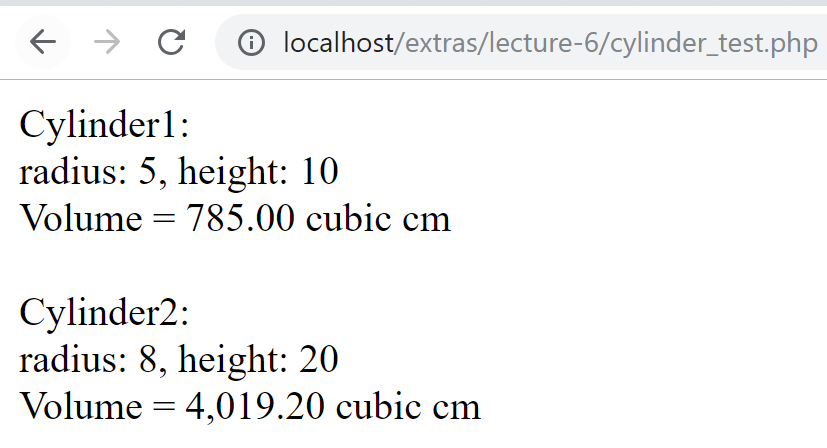 localhost/extras/lecture-6/cylinder_test.php
Cylinder1:
radius: 5, height: 10
Volume = 785.00 cubic cm
Cylinder2:
radius: 8, height: 20
Volume = 4,019.20 cubic cm